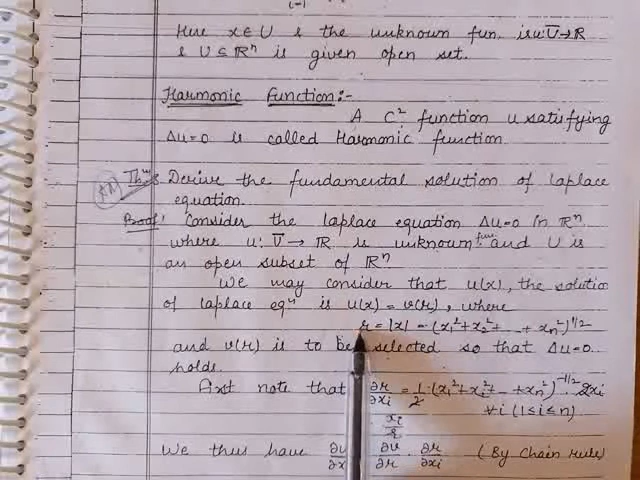 i=1
Here x∈U & the unknown fun. is u: U̅→R
& U⊆Rⁿ is given open set.
Harmonic Function:-
A C² function u satisfying
Δu=0 is called Harmonic function.
Thm Derive the fundamental solution of laplace
equation.
Proof! Consider the laplace equation Δu=0 in Rⁿ
where u: U̅→R is unknown func and U is
an open subset of Rⁿ
We may consider that u(x), the solution
of laplace eqⁿ is u(x) = v(r), where
r = |x| = (x₁²+x₂²+ ... + xₙ²)^1/2
and v(r) is to be selected so that Δu=0
holds.
First note that ∂r/∂xi = 1/2 (x₁²+x₂²+ .. +xₙ²)^-1/2 . 2xi
xi/r ∀ i (1≤i≤n)
We thus have ∂v/∂x ∂v/∂r . ∂r/∂xi (By Chain rule)